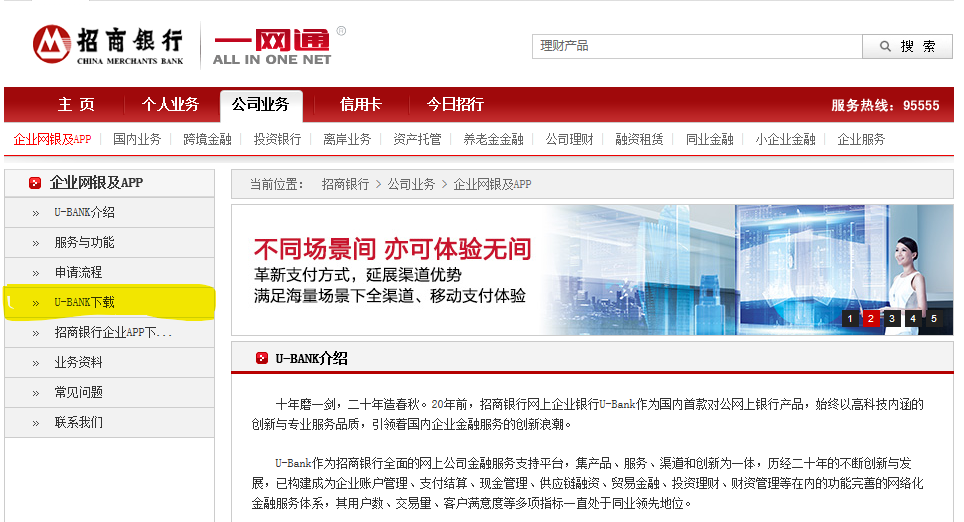 招商银行
CHINA MERCHANTS BANK
一网通®
ALL IN ONE NET
理财产品
搜 索
主 页 个人业务 公司业务 信用卡 今日招行 服务热线: 95555
企业网银及APP 国内业务 跨境金融 投资银行 离岸业务 资产托管 养老金金融 公司理财 融资租赁 同业金融 小企业金融 企业服务
企业网银及APP
» U-BANK介绍
» 服务与功能
» 申请流程
» U-BANK下载
» 招商银行企业APP下...
» 业务资料
» 常见问题
» 联系我们
当前位置: 招商银行 > 公司业务 > 企业网银及APP
不同场景间 亦可体验无间
革新支付方式,延展渠道优势
满足海量场景下全渠道、移动支付体验
1 2 3 4 5
U-BANK介绍
十年磨一剑,二十年造春秋。20年前,招商银行网上企业银行U-Bank作为国内首款对公网上银行产品,始终以高科技内涵的
创新与专业服务品质,引领着国内企业金融服务的创新浪潮。
U-Bank作为招商银行全面的网上公司金融服务支持平台,集产品、服务、渠道和创新为一体,历经二十年的不断创新与发
展,已构建成为企业账户管理、支付结算、现金管理、供应链融资、贸易金融、投资理财、财资管理等在内的功能完善的网络化
金融服务体系,其用户数、交易量、客户满意度等多项指标一直处于同业领先地位。